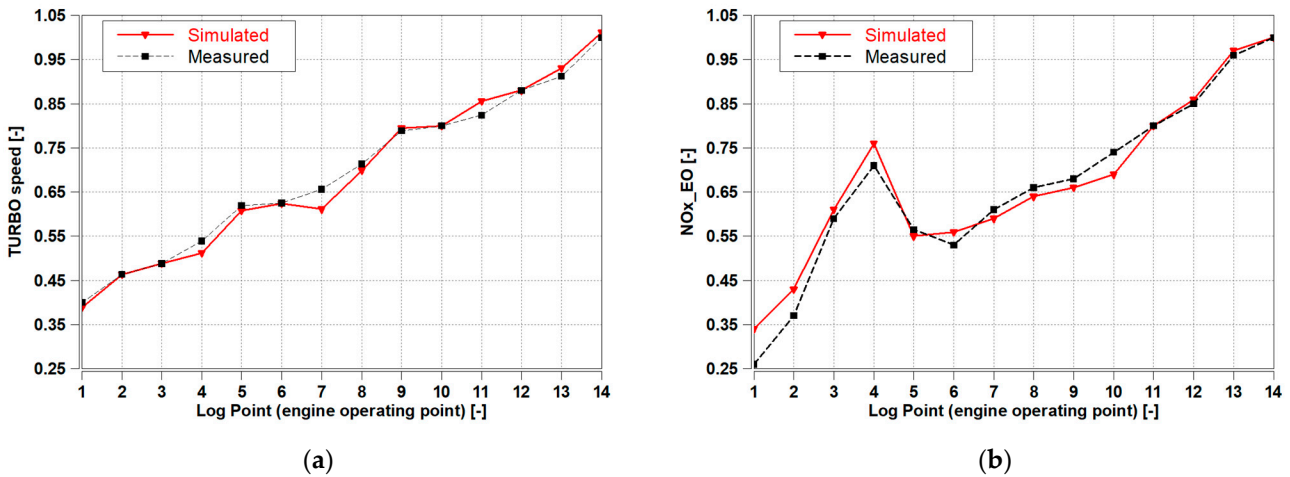 1.05
0.95
0.85
0.75
0.65
0.55
0.45
0.35
0.25
TURBO speed [-]
Simulated
Measured
1 2 3 4 5 6 7 8 9 10 11 12 13 14
Log Point (engine operating point) [-]
(a)
1.05
0.95
0.85
0.75
0.65
0.55
0.45
0.35
0.25
NOx_EO [-]
Simulated
Measured
1 2 3 4 5 6 7 8 9 10 11 12 13 14
Log Point (engine operating point) [-]
(b)